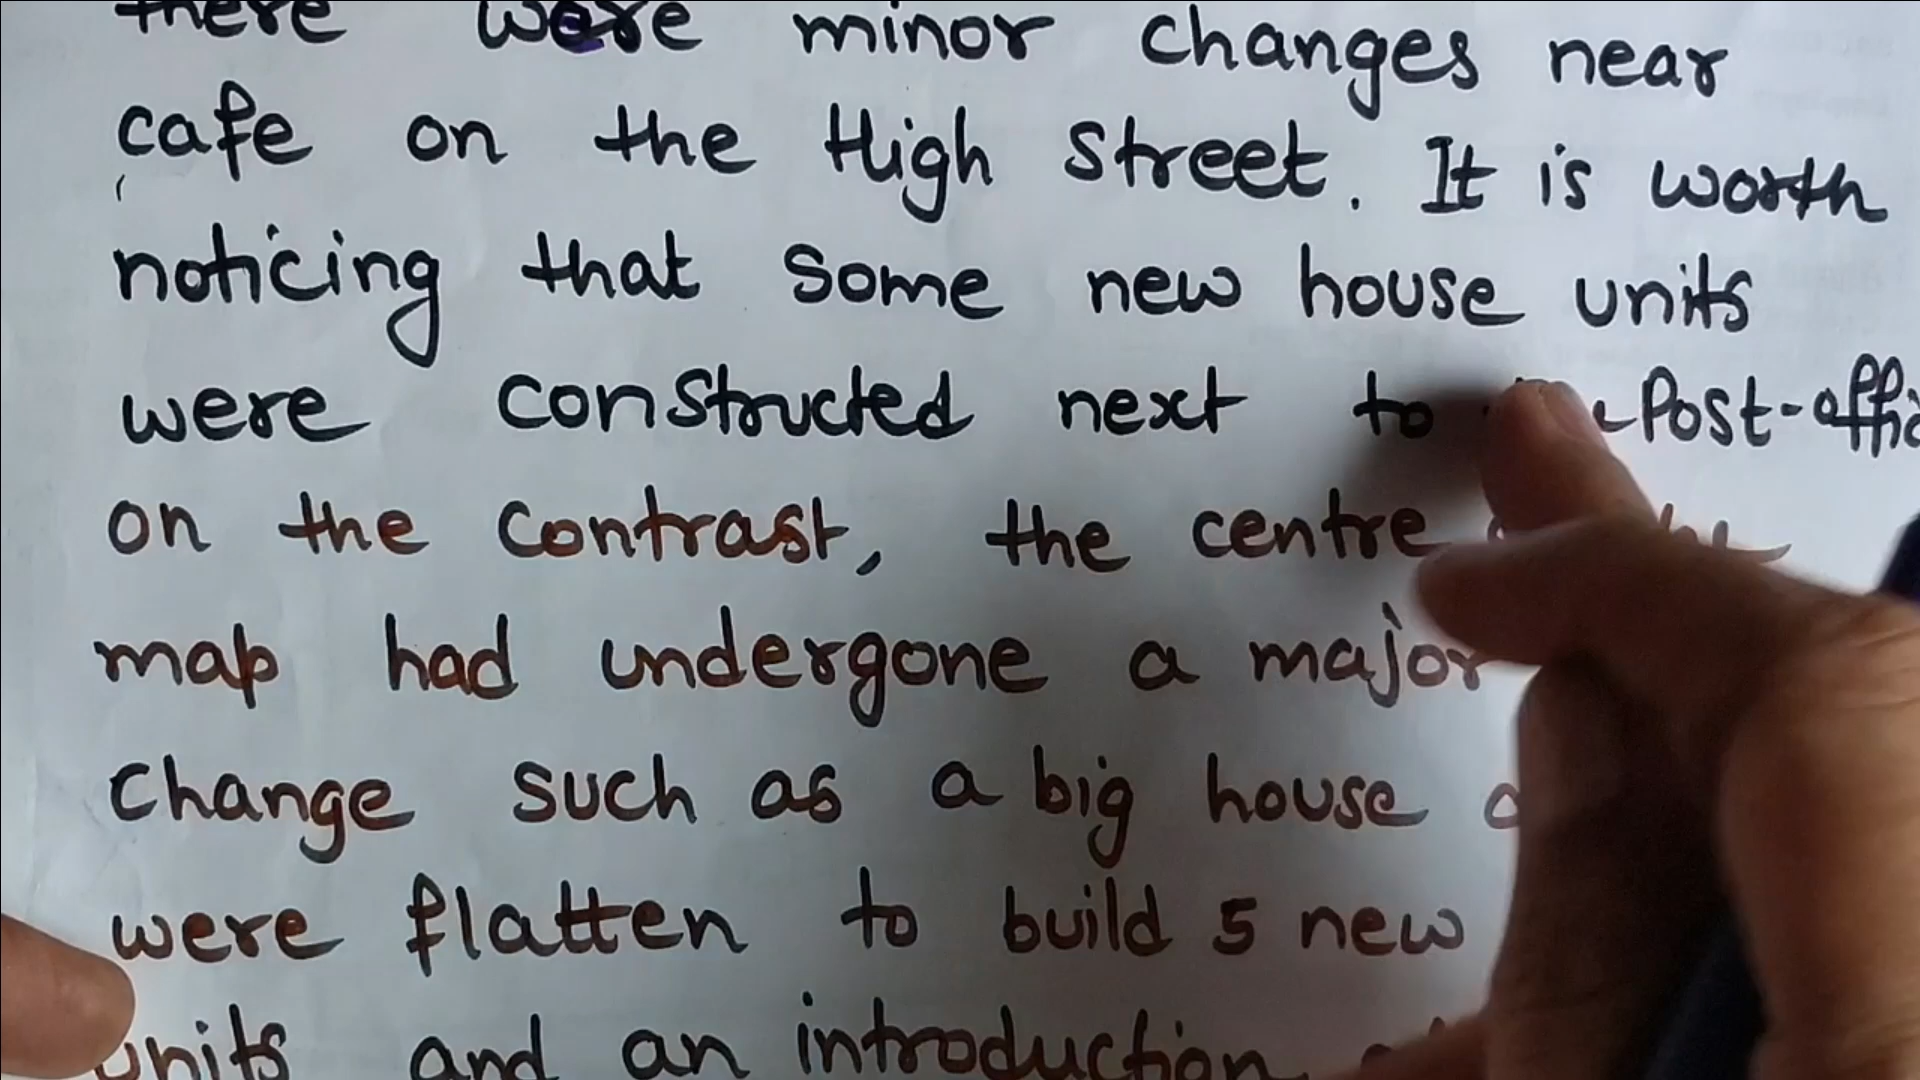 there were minor changes near
cafe on the High street. It is worth
noticing that some new house units
were constructed next to Post-offic
on the contrast, the centre
map had undergone a major
change such as a big house
were flatten to build 5 new
units and an introduction